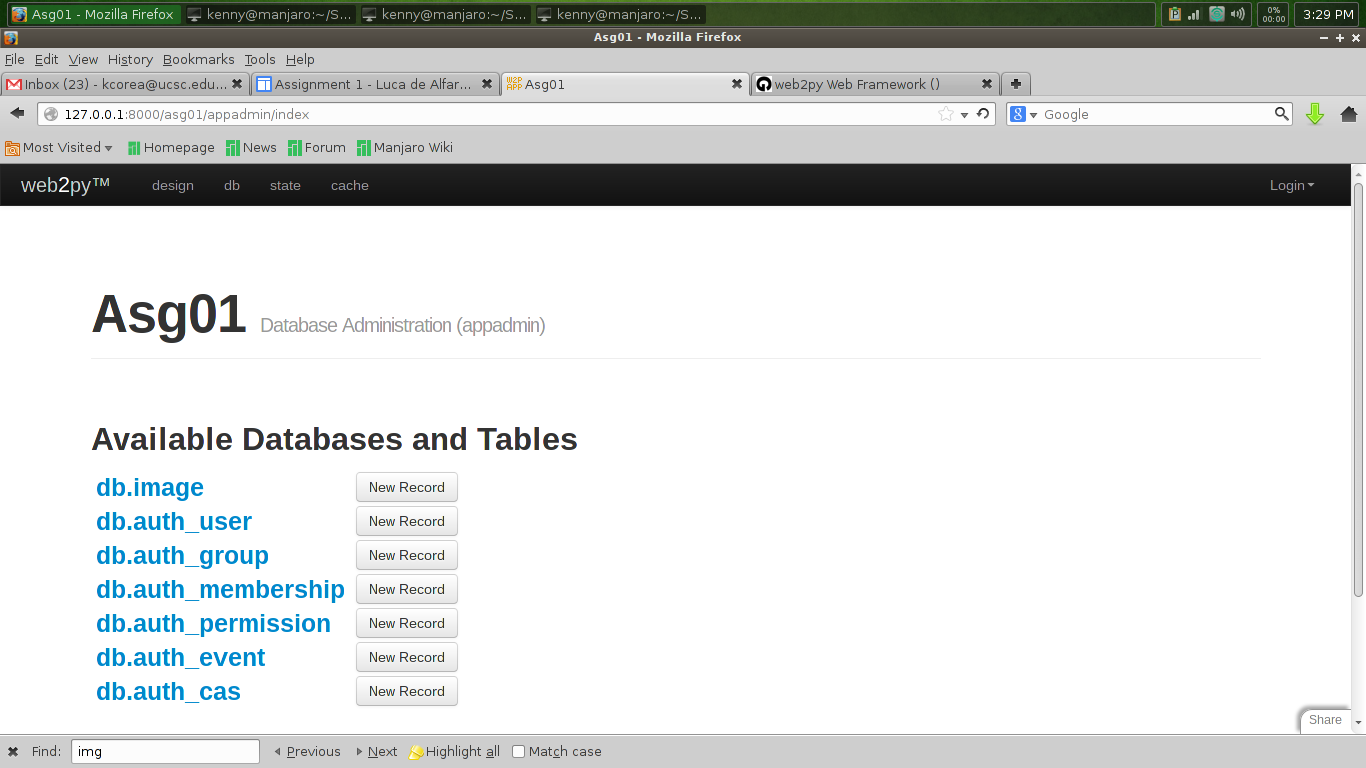 Asg01 - Mozilla Firefox kenny@manjaro:~/S... kenny@manjaro:~/S... kenny@manjaro:~/S... 0% 00:00 3:29 PM
Asg01 - Mozilla Firefox
File Edit View History Bookmarks Tools Help
Inbox (23) - kcorea@ucsc.edu... Assignment 1 - Luca de Alfar... Asg01 web2py Web Framework ()
127.0.0.1:8000/asg01/appadmin/index Google
Most Visited Homepage News Forum Manjaro Wiki
web2py™ design db state cache Login
Asg01 Database Administration (appadmin)
Available Databases and Tables
db.image New Record
db.auth_user New Record
db.auth_group New Record
db.auth_membership New Record
db.auth_permission New Record
db.auth_event New Record
db.auth_cas New Record
Share
Find: img Previous Next Highlight all Match case